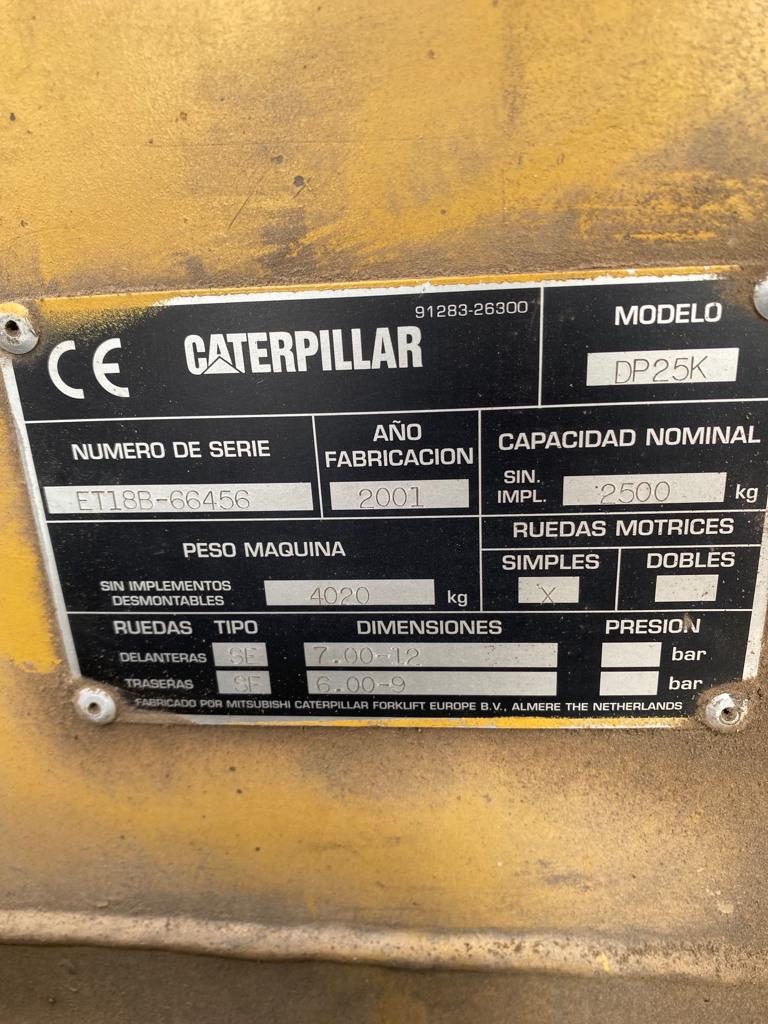 91283-26300
CE CATERPILLAR
MODELO
DP25K
NUMERO DE SERIE
ET18B-66456
AÑO
FABRICACION
2001
CAPACIDAD NOMINAL
SIN.
IMPL. 2500 kg
PESO MAQUINA
SIN IMPLEMENTOS
DESMONTABLES 4020 kg
RUEDAS MOTRICES
SIMPLES DOBLES
X
RUEDAS TIPO DIMENSIONES PRESION
DELANTERAS SE 7.00-12 bar
TRASERAS SE 6.00-9 bar
FABRICADO POR MITSUBISHI CATERPILLAR FORKLIFT EUROPE B.V., ALMERE THE NETHERLANDS